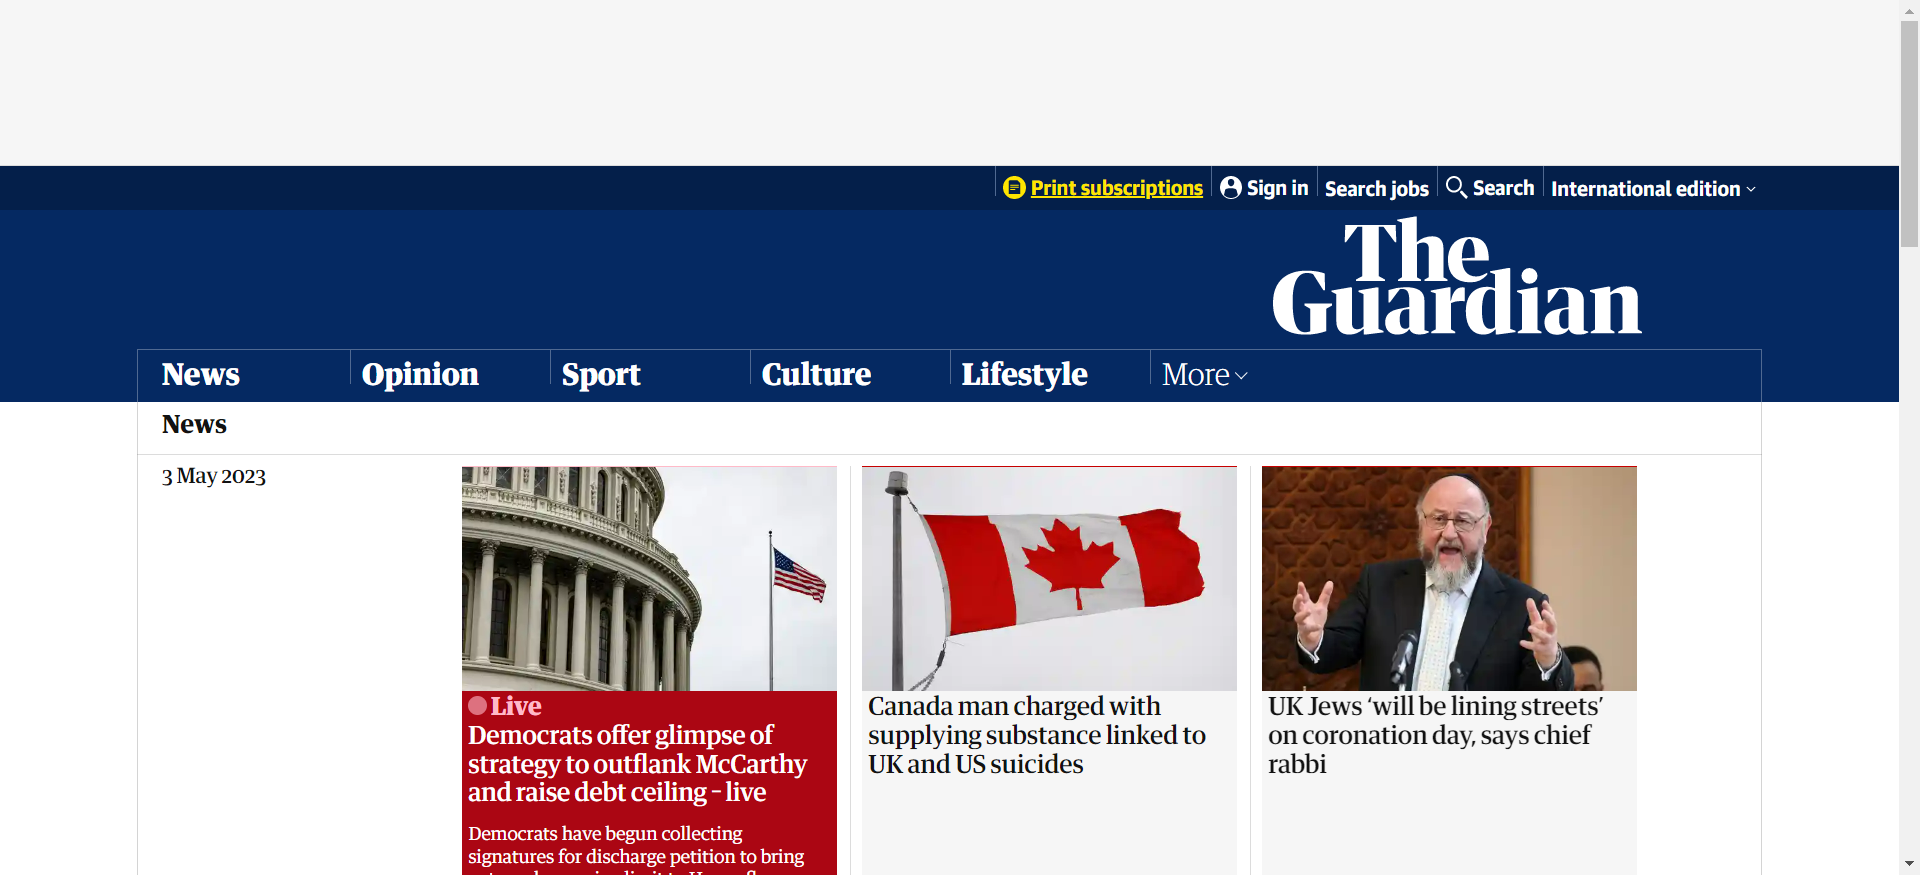 Print subscriptions
Sign in
Search jobs
Search
International edition
The
Guardian
News
Opinion
Sport
Culture
Lifestyle
More
News
3 May 2023
Live
Democrats offer glimpse of
strategy to outflank McCarthy
and raise debt ceiling – live
Democrats have begun collecting
signatures for discharge petition to bring
Canada man charged with
supplying substance linked to
UK and US suicides
UK Jews ‘will be lining streets’
on coronation day, says chief
rabbi